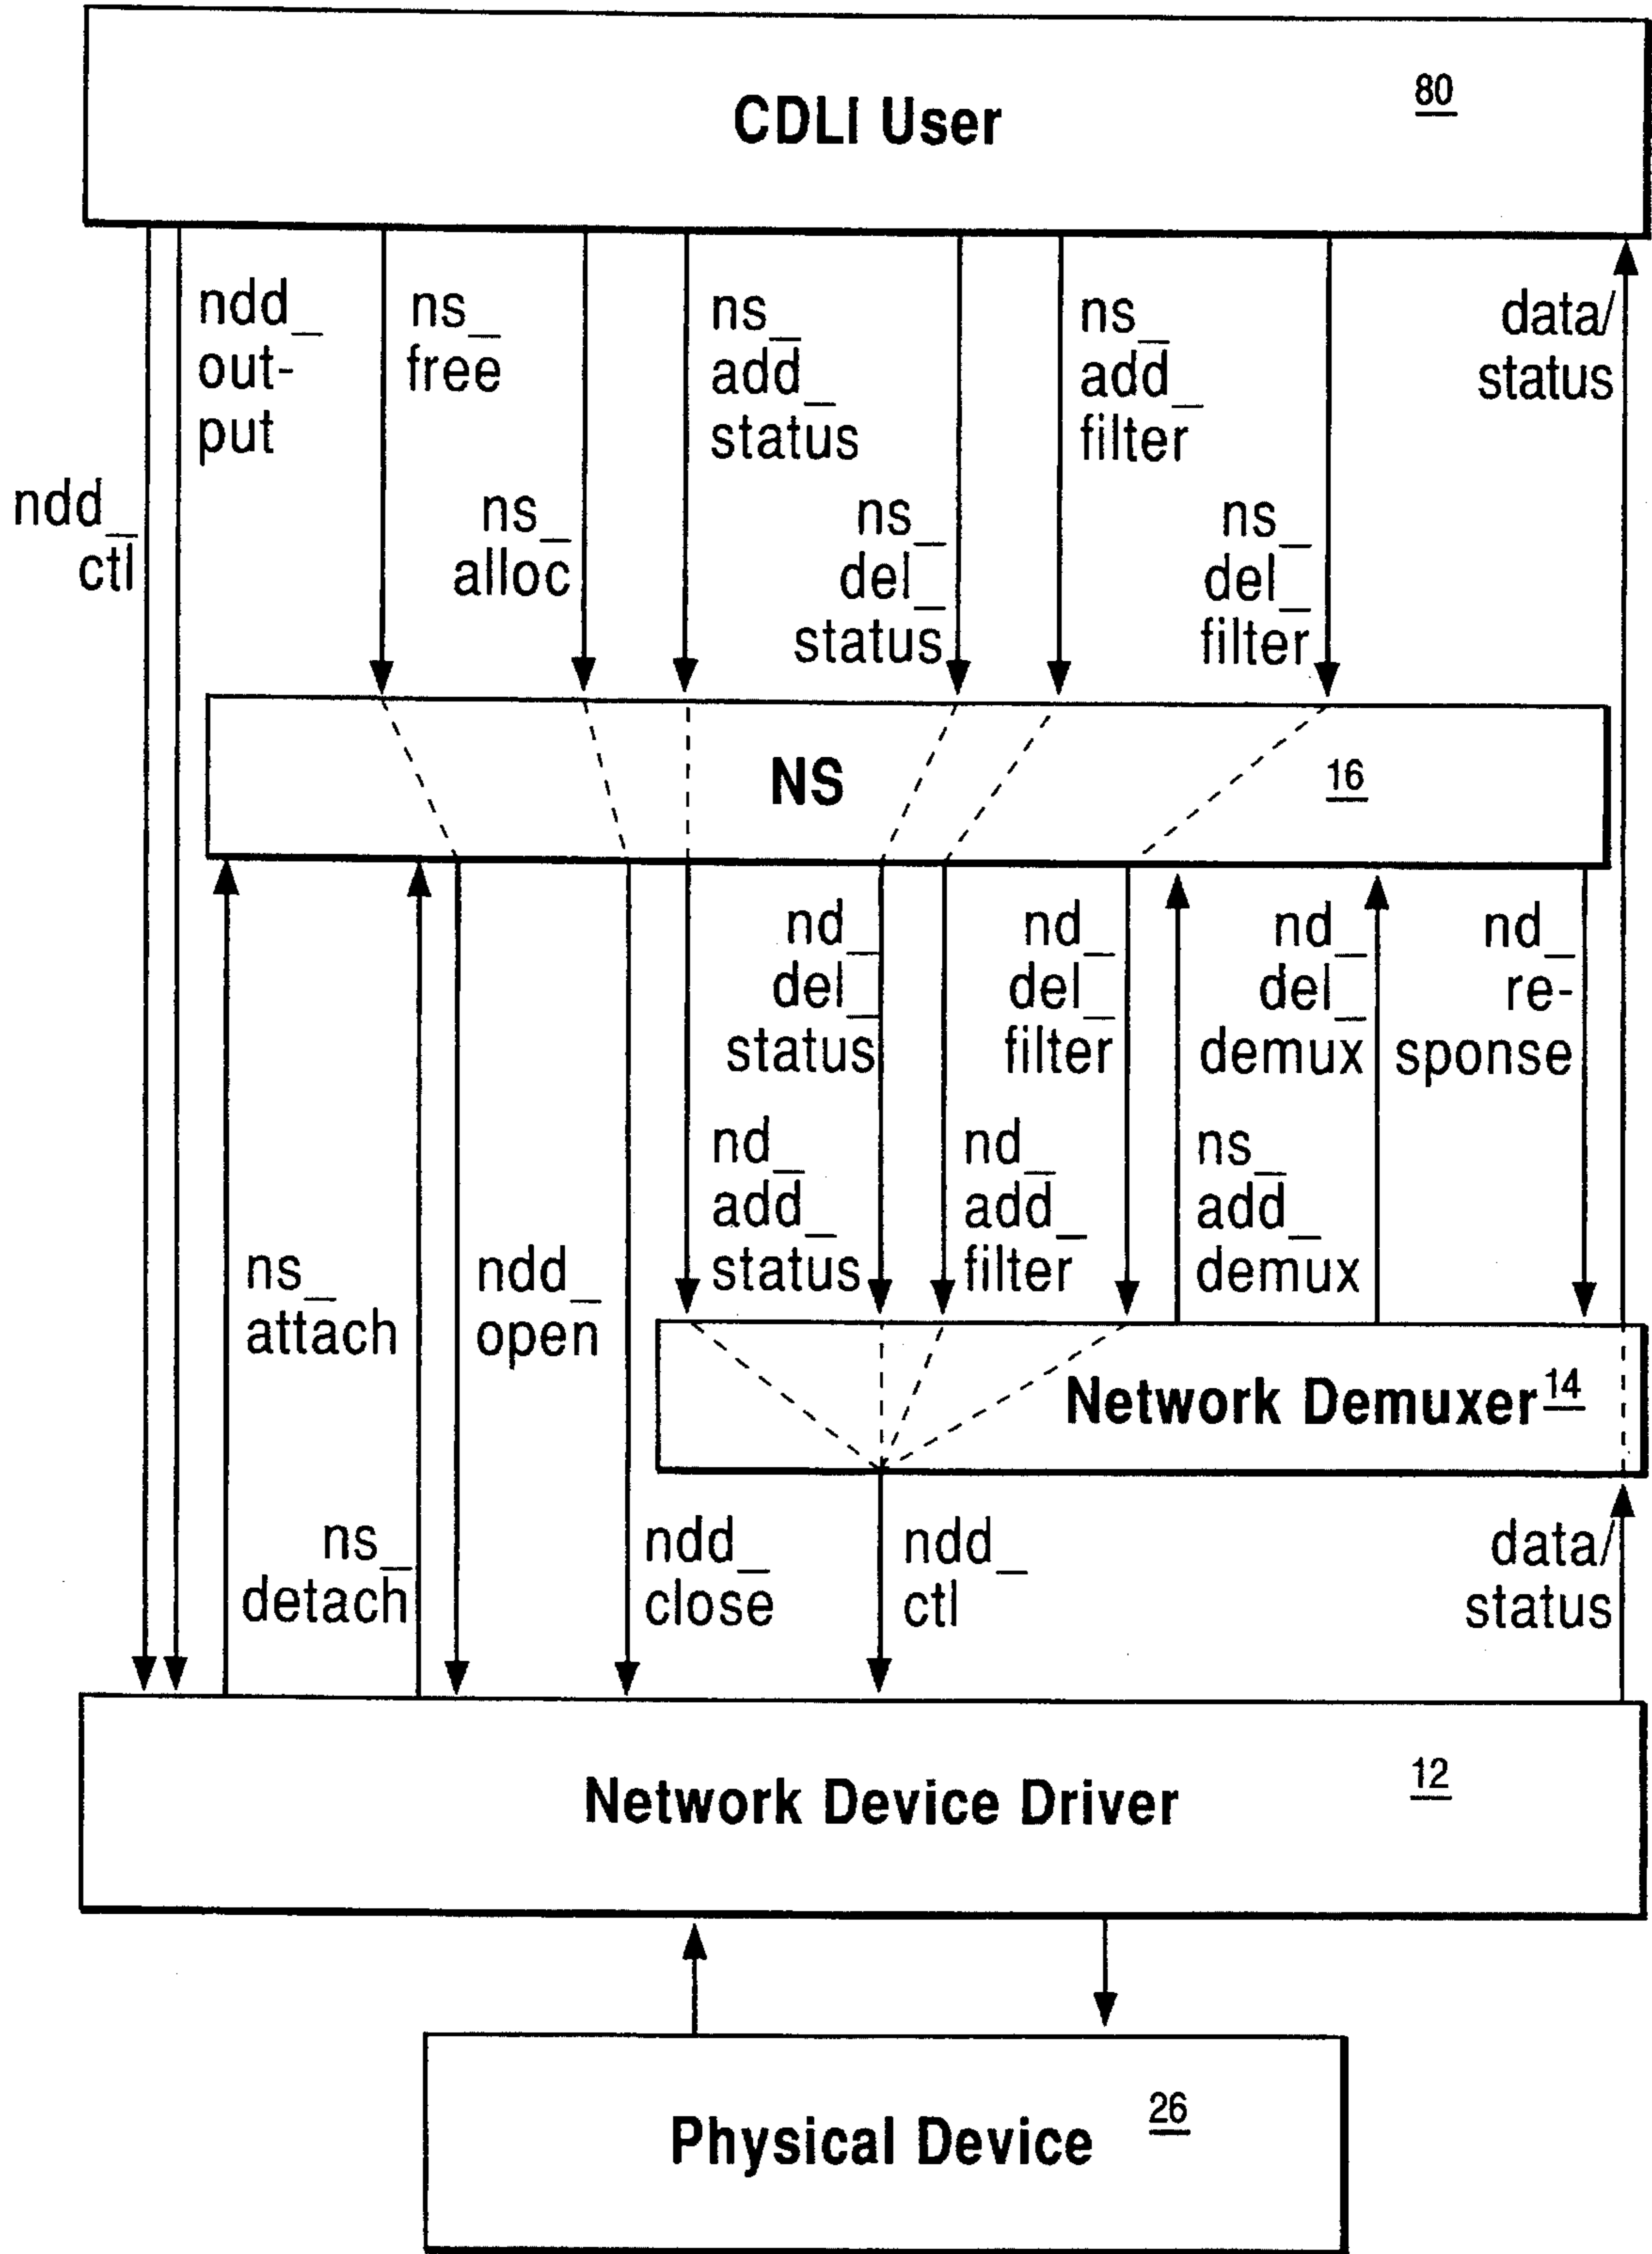 CDLI User
80
ndd_
out-
put
ns_
free
ns_
add_
status
ns_
add_
filter
data/
status
ndd_
ctl
ns_
alloc
ns_
del_
status
ns_
del_
filter
NS
16
nd_
del_
status
nd_
del_
filter
nd_
del_
demux
nd_
re-
sponse
nd_
add_
status
nd_
add_
filter
ns_
add_
demux
ns_
attach
ndd_
open
Network Demuxer
14
ns_
detach
ndd_
close
ndd_
ctl
data/
status
Network Device Driver
12
Physical Device
26